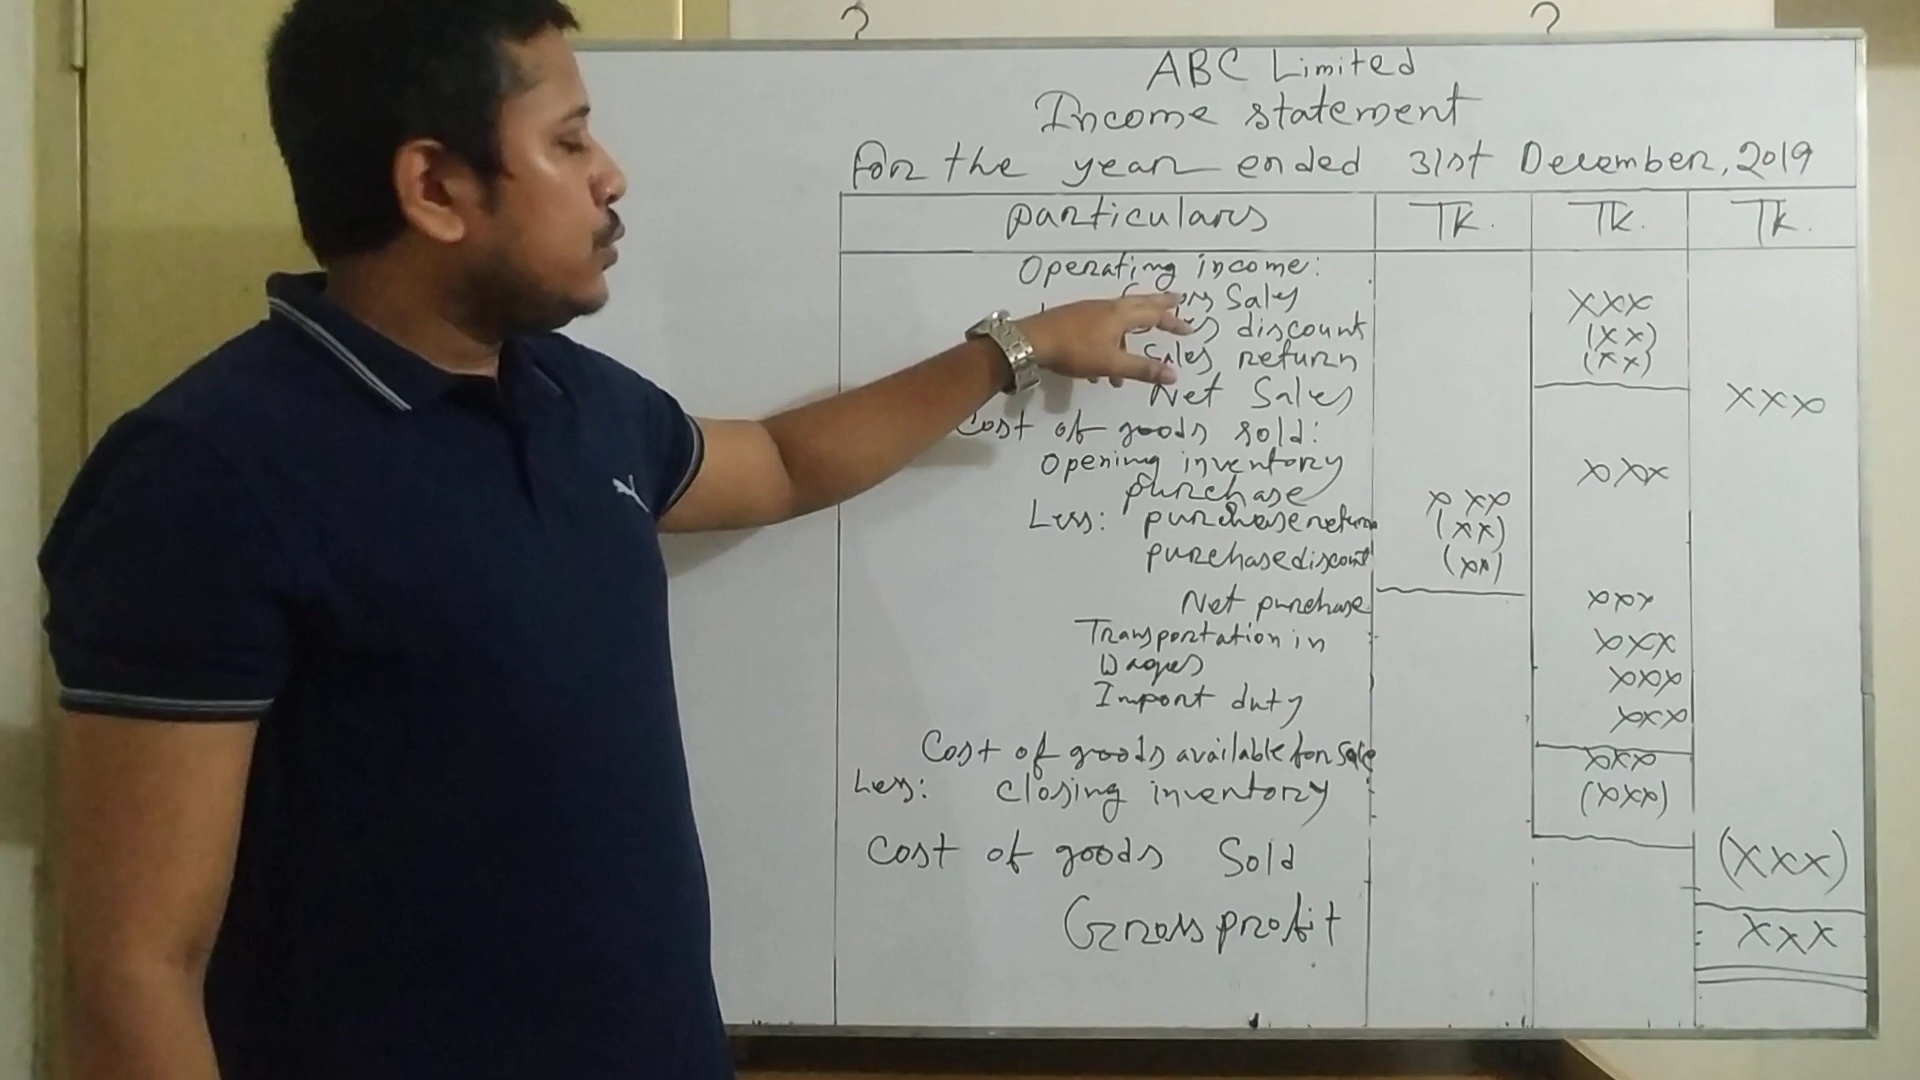 ABC Limited
Income statement
For the year ended 31st December, 2019
particulars TK. TK. TK.
Operating income:
Sales xxx
discount (xx)
Sales return (xx)
Net Sales xxx
Cost of goods sold:
Opening inventory xxx
purchase xxx
Less: purchase return (xx)
purchase discount (xx)
Net purchase xxx
Transportation in xxx
Wages xxx
Import duty xxx
Cost of goods available for sale xxx
Less: closing inventory (xxx)
Cost of goods Sold (xxx)
Gross profit xxx